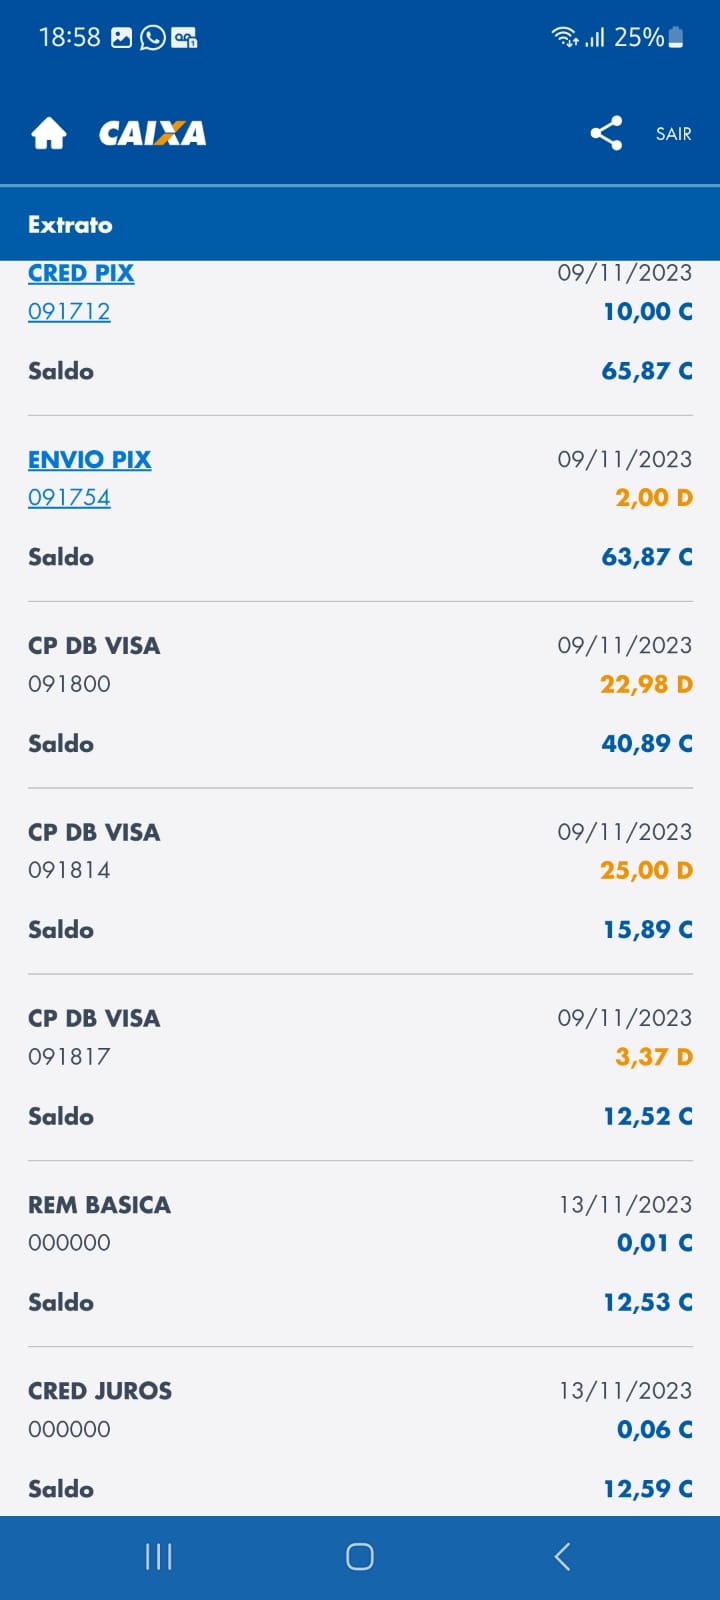 18:58 25%
CAIXA SAIR
Extrato
CRED PIX 09/11/2023
091712 10,00 C
Saldo 65,87 C
ENVIO PIX 09/11/2023
091754 2,00 D
Saldo 63,87 C
CP DB VISA 09/11/2023
091800 22,98 D
Saldo 40,89 C
CP DB VISA 09/11/2023
091814 25,00 D
Saldo 15,89 C
CP DB VISA 09/11/2023
091817 3,37 D
Saldo 12,52 C
REM BASICA 13/11/2023
000000 0,01 C
Saldo 12,53 C
CRED JUROS 13/11/2023
000000 0,06 C
Saldo 12,59 C